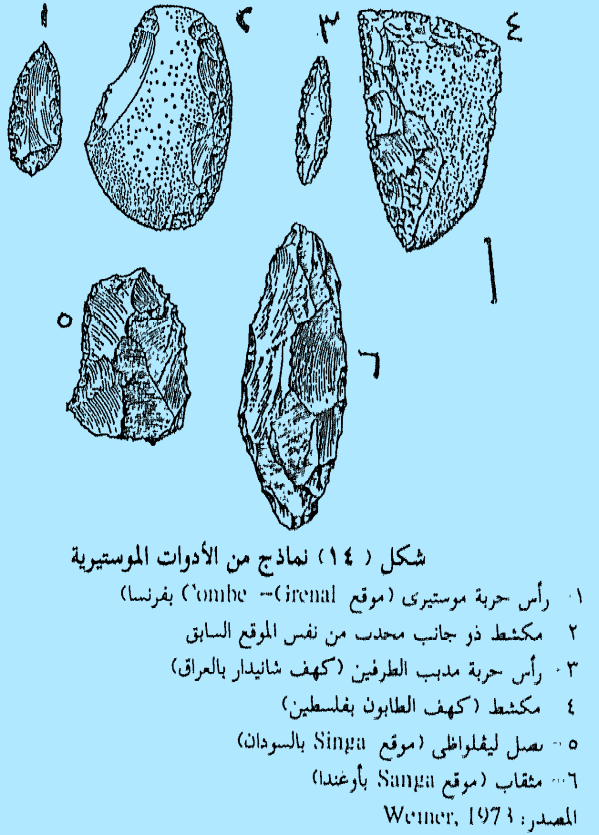 ١
٢
٣
٤
٥
٦
شكل (١٤) نماذج من الأدوات الموستيرية
١- رأس حربة موستيرى (موقع Combe-Grenal بفرنسا)
٢ مكشط ذو جانب محدب من نفس الموقع السابق
٣- رأس حربة مدبب الطرفين (كهف شانيدار بالعراق)
٤ مكشط (كهف الطابون بفلسطين)
٥- نصل ليڤلواظى (موقع Singa بالسودان)
٦- مثقاب (موقع Sanga بأوغندا)
المصدر: Weiner, 1973